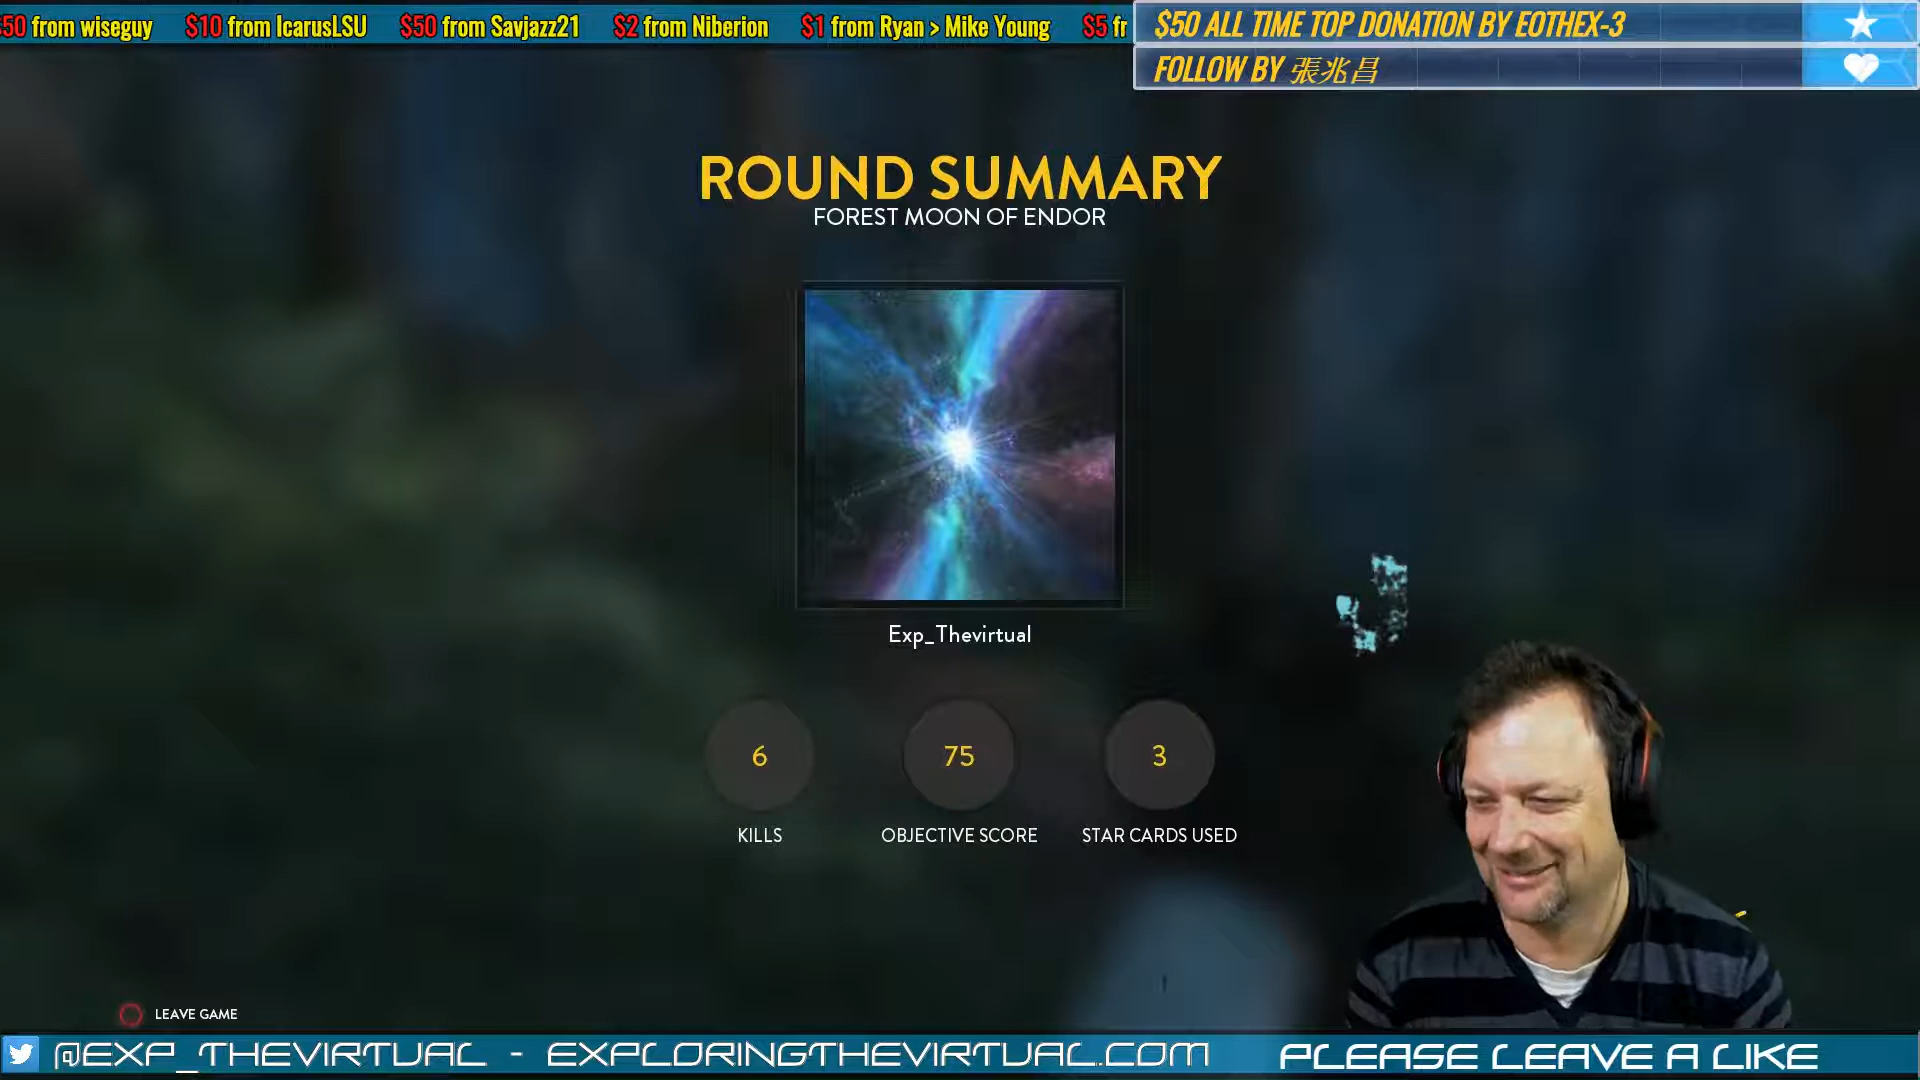 50 from wiseguy $10 from IcarusLSU $50 from Savjazz21 $2 from Niberion $1 from Ryan > Mike Young $5 fr
$50 ALL TIME TOP DONATION BY EOTHEX-3
FOLLOW BY 張兆昌
ROUND SUMMARY
FOREST MOON OF ENDOR
Exp_Thevirtual
6 75 3
KILLS OBJECTIVE SCORE STAR CARDS USED
LEAVE GAME
@EXP_THEVIRTUAL - EXPLORINGTHEVIRTUAL.COM PLEASE LEAVE A LIKE